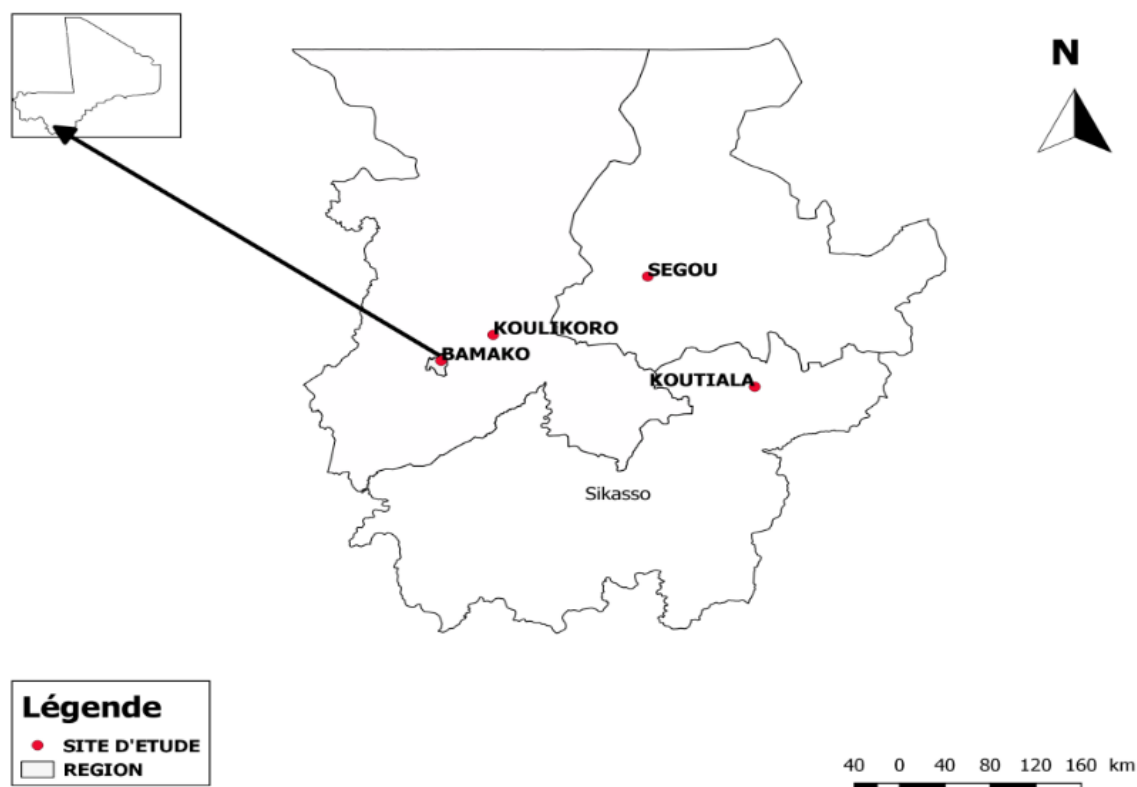 N
SEGOU
KOULIKORO
BAMAKO
KOUTIALA
Sikasso
Légende
SITE D'ETUDE
REGION
40 0 40 80 120 160 km